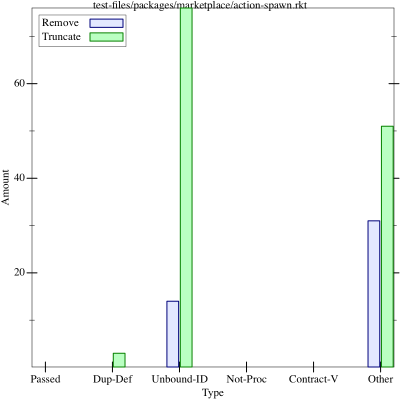 test-files/packages/marketplace/action-spawn.rkt
Remove
Truncate
60
40
20
Amount
Passed Dup-Def Unbound-ID Not-Proc Contract-V Other
Type